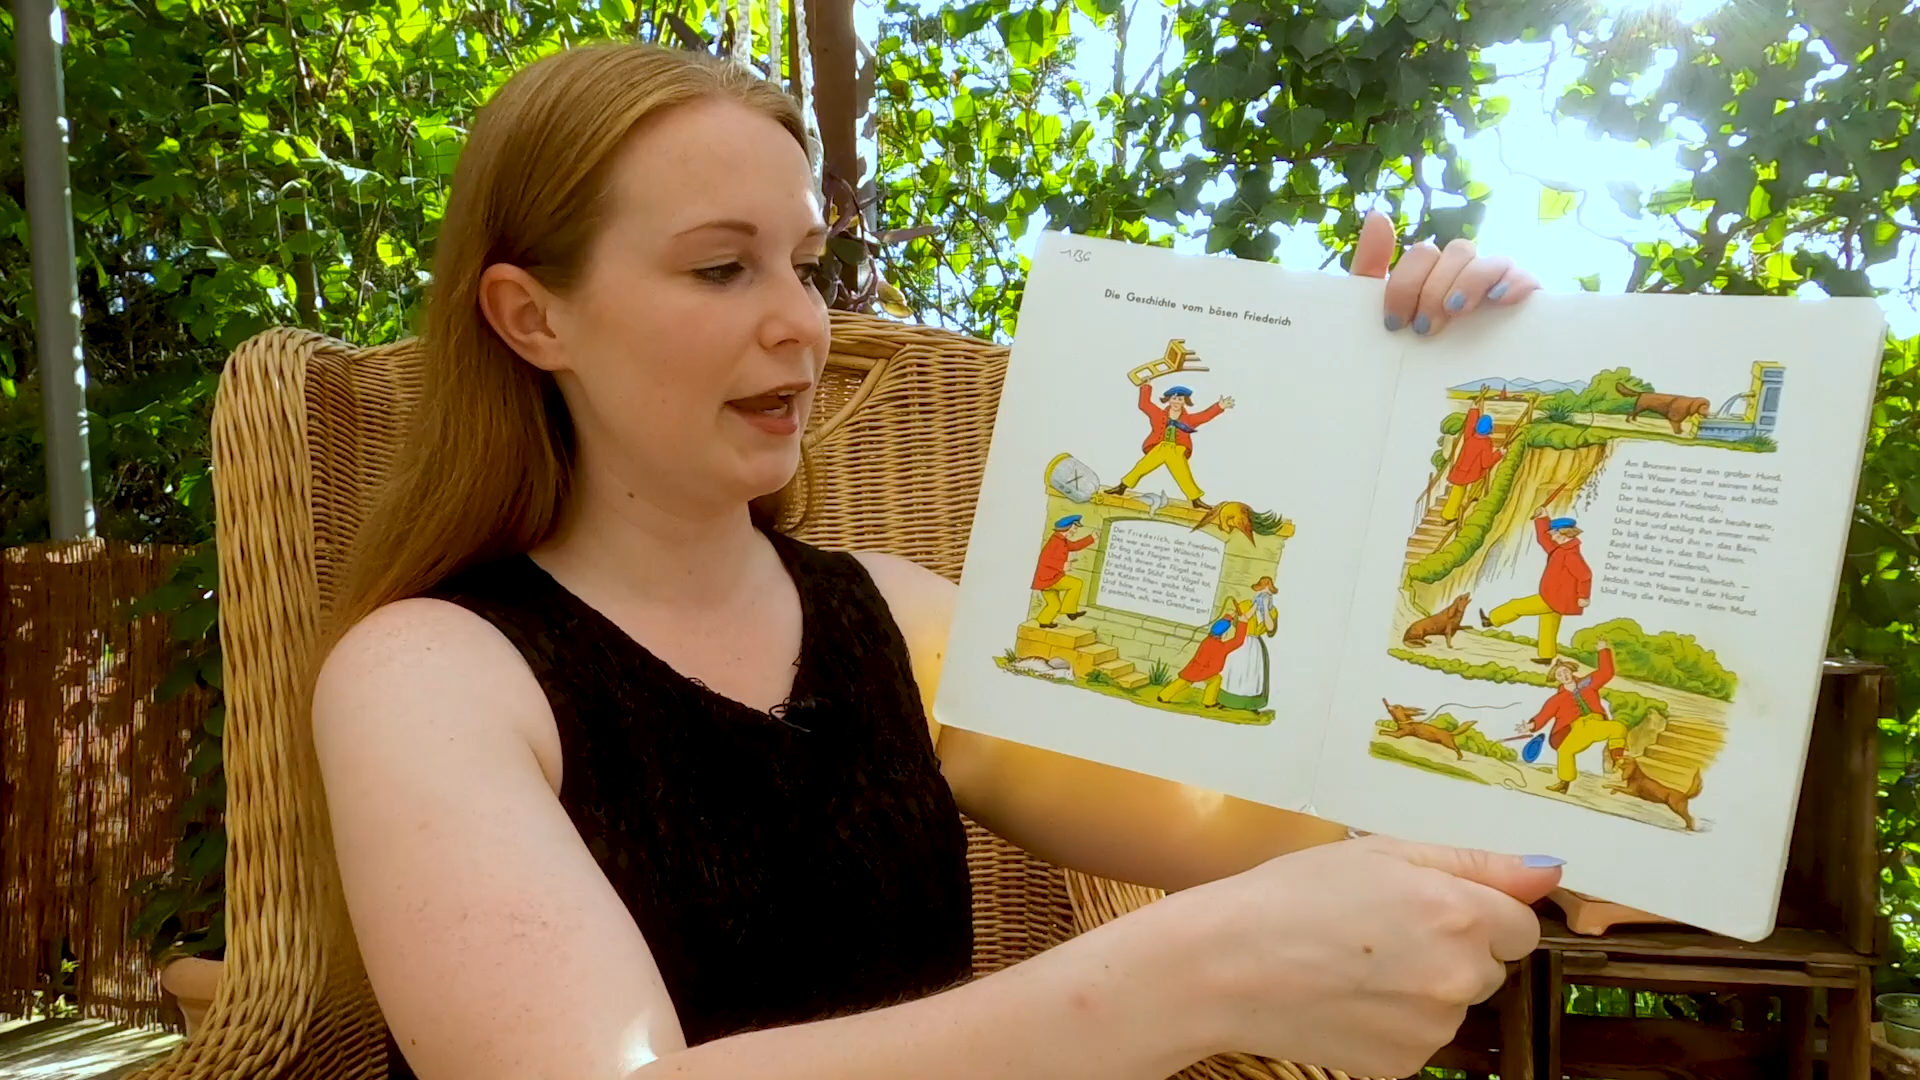 136
Die Geschichte vom bösen Friederich
Der Friederich, der Friederich,
Das war ein arger Wüterich!
Er fing die Fliegen in dem Haus
Und riß ihnen die Flügel aus.
Er schlug die Stühl' und Vögel tot,
Die Katzen litten große Not.
Und höre nur, wie bös er war:
Er peitschte, ach, sein Gretchen gar!
Am Brunnen stand ein großer Hund,
Trank Wasser dort mit seinem Mund.
Da mit der Peitsch' herzu sich schlich
Der bitterböse Friederich;
Und schlug den Hund, der heulte sehr,
Und trat und schlug ihn immer mehr.
Da biß der Hund ihn in das Bein,
Recht tief bis in das Blut hinein.
Der bitterböse Friederich,
Der schrie und weinte bitterlich. —
Jedoch nach Hause lief der Hund
Und trug die Peitsche in dem Mund.